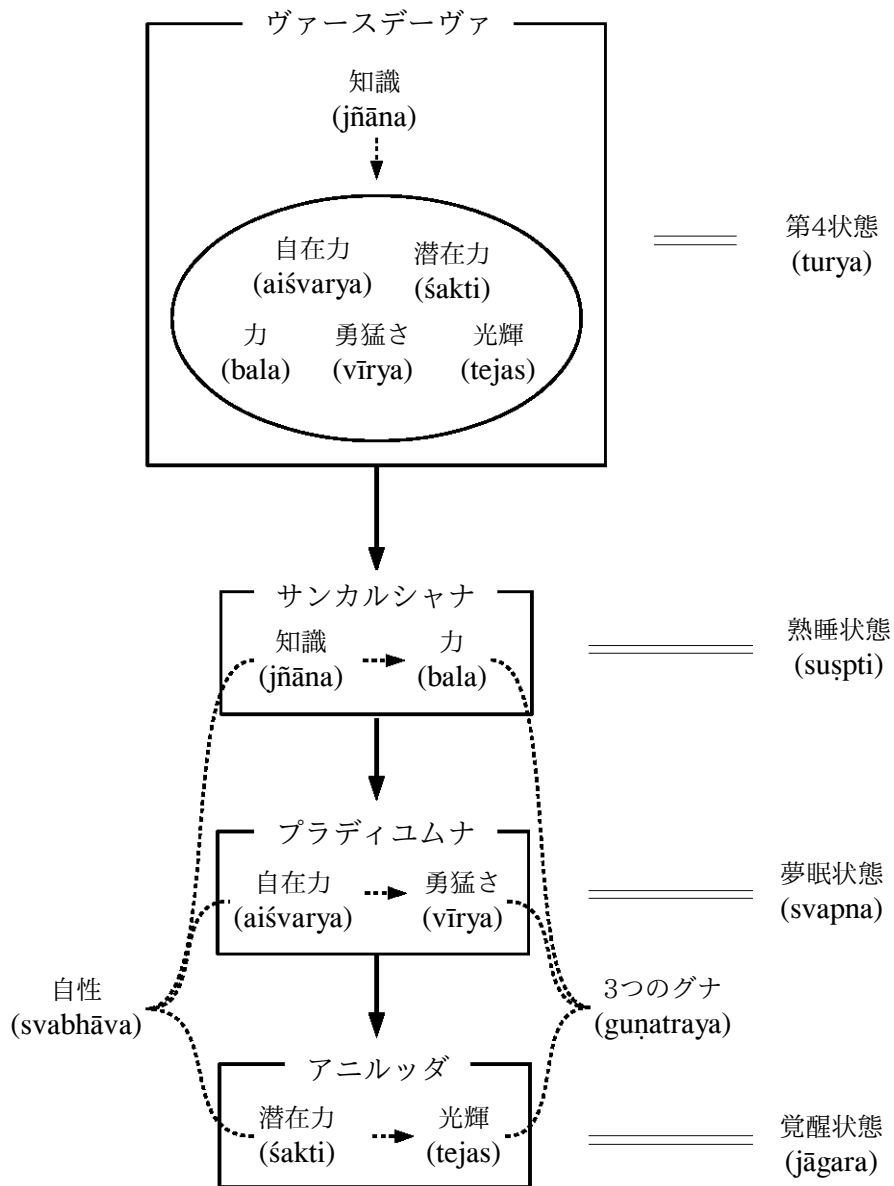 ヴァースデーヴァ
知識
(jñāna)
自在力 潜在力
(aiśvarya) (śakti)
力 勇猛さ 光輝
(bala) (vīrya) (tejas)
第4状態
(turya)
サンカルシャナ
知識 力
(jñāna) (bala)
熟睡状態
(suṣpti)
プラディユムナ
自在力 勇猛さ
(aiśvarya) (vīrya)
夢眠状態
(svapna)
自性
(svabhāva)
3つのグナ
(guṇatraya)
アニルッダ
潜在力 光輝
(śakti) (tejas)
覚醒状態
(jāgara)